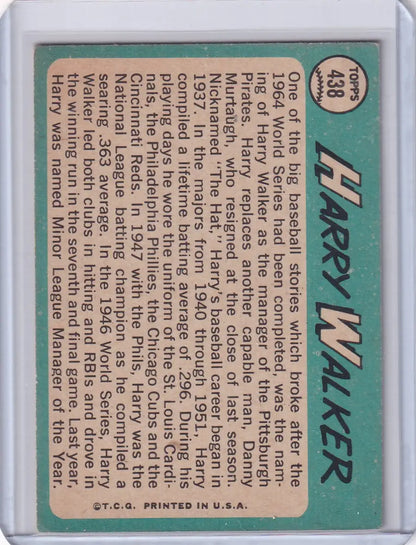 TOPPS
438
HARRY WALKER
One of the big baseball stories which broke after the
1964 World Series had been completed, was the nam-
ing of Harry Walker as the manager of the Pittsburgh
Pirates. Harry replaces another capable man, Danny
Murtaugh, who resigned at the close of last season.
Nicknamed "The Hat," Harry's baseball career began in
1937. In the majors from 1940 through 1951, Harry
compiled a lifetime batting average of .296. During his
playing days he wore the uniform of the St. Louis Cardi-
nals, the Philadelphia Phillies, the Chicago Cubs and the
Cincinnati Reds. In 1947 with the Phils, Harry was the
National League batting champion as he compiled a
searing .363 average. In the 1946 World Series, Harry
Walker led both clubs in hitting and RBIs and drove in
the winning run in the seventh and final game. Last year,
Harry was named Minor League Manager of the Year.
©T.C.G. PRINTED IN U.S.A.